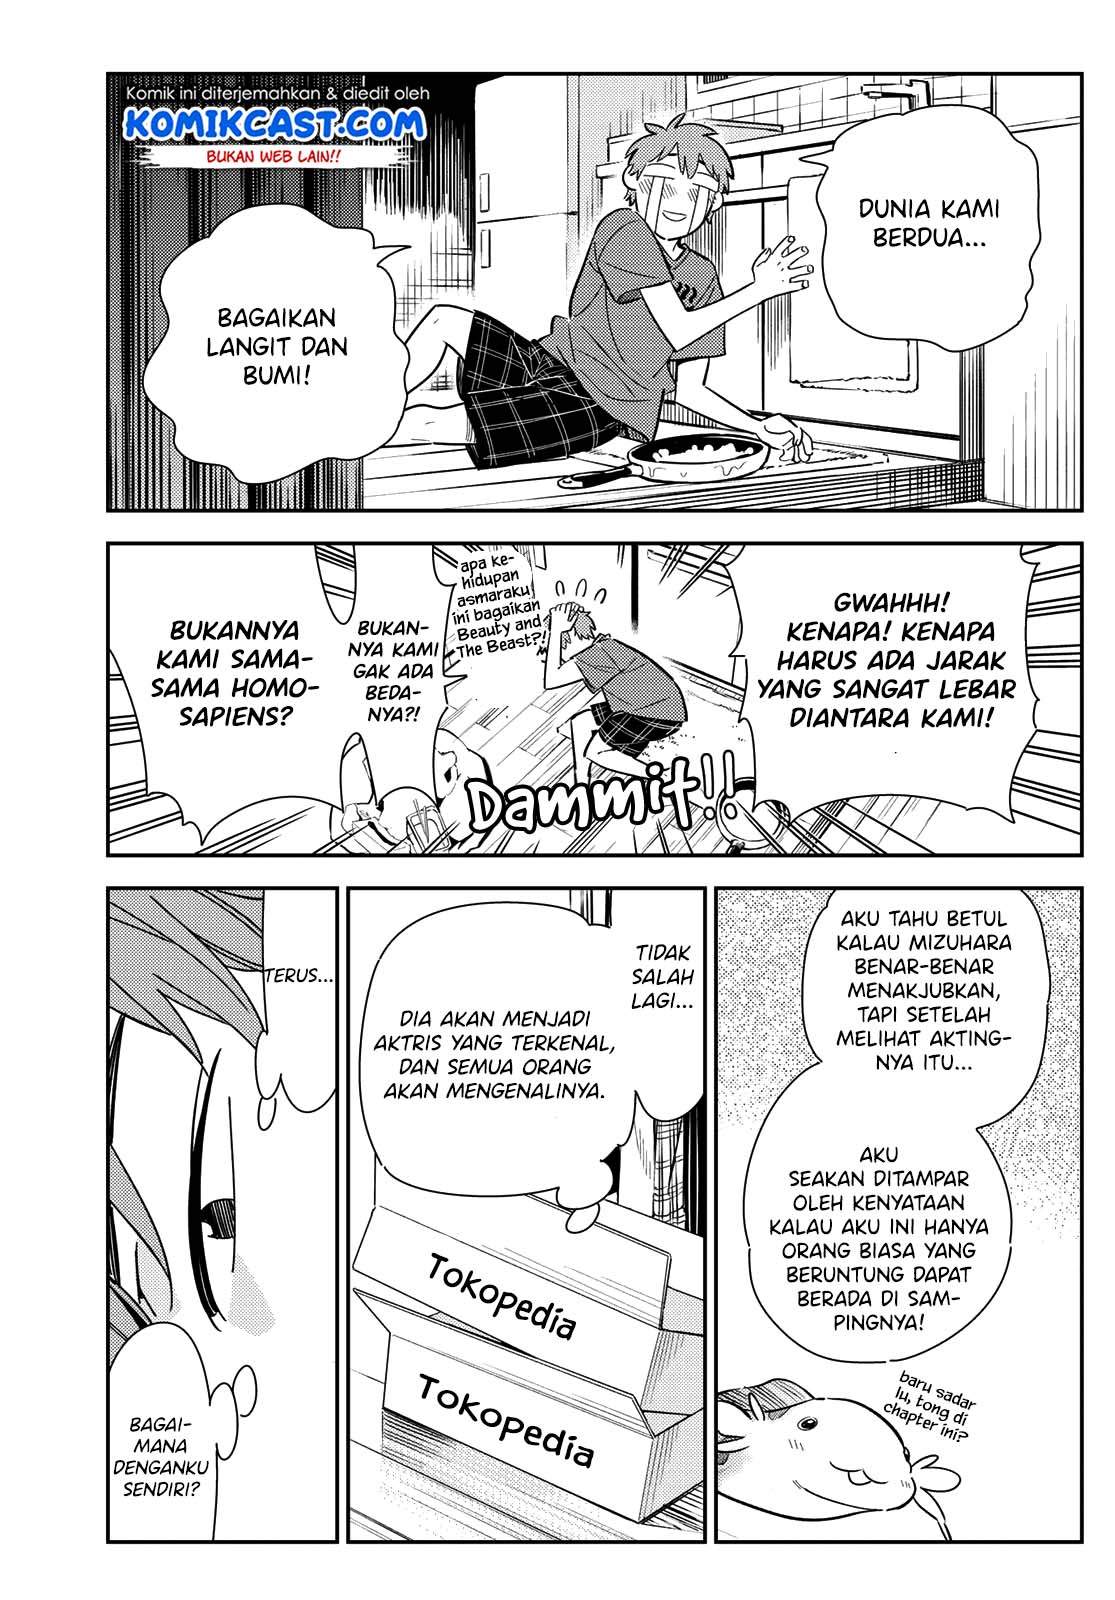 Komik ini diterjemahkan & diedit oleh
KOMIKCAST.COM
BUKAN WEB LAIN!!
DUNIA KAMI
BERDUA...
BAGAIKAN
LANGIT DAN
BUMI!
GWAHHH!
KENAPA! KENAPA
HARUS ADA JARAK
YANG SANGAT LEBAR
DIANTARA KAMI!
apa ke-
hidupan
asmaraku
ini bagaikan
Beauty and
The Beast?!
BUKAN-
NYA KAMI
GAK ADA
BEDA-
NYA?!
BUKANNYA
KAMI SAMA-
SAMA HOMO-
SAPIENS?
Dammit!!
AKU TAHU BETUL
KALAU MIZUHARA
BENAR-BENAR
MENAKJUBKAN,
TAPI SETELAH
MELIHAT AKTING-
NYA ITU...
AKU
SEAKAN DITAMPAR
OLEH KENYATAAN
KALAU AKU INI HANYA
ORANG BIASA YANG
BERUNTUNG DAPAT
BERADA DI SAM-
PINGNYA!
baru sadar
lu, tong di
chapter ini?
TIDAK
SALAH
LAGI...
DIA AKAN MENJADI
AKTRIS YANG TERKENAL,
DAN SEMUA ORANG
AKAN MENGENALINYA.
Tokopedia
Tokopedia
TERUS...
BAGAI-
MANA
DENGANKU
SENDIRI?